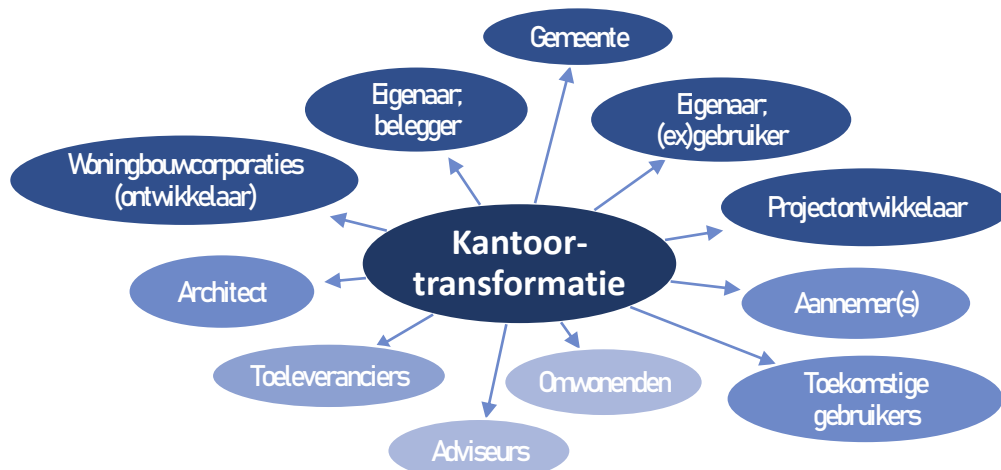 Gemeente
Eigenaar;
belegger
Eigenaar;
(ex)gebruiker
Woningbouwcorporaties
(ontwikkelaar)
Projectontwikkelaar
Kantoor-
transformatie
Architect
Aannemer(s)
Toeleveranciers
Omwonenden
Toekomstige
gebruikers
Adviseurs